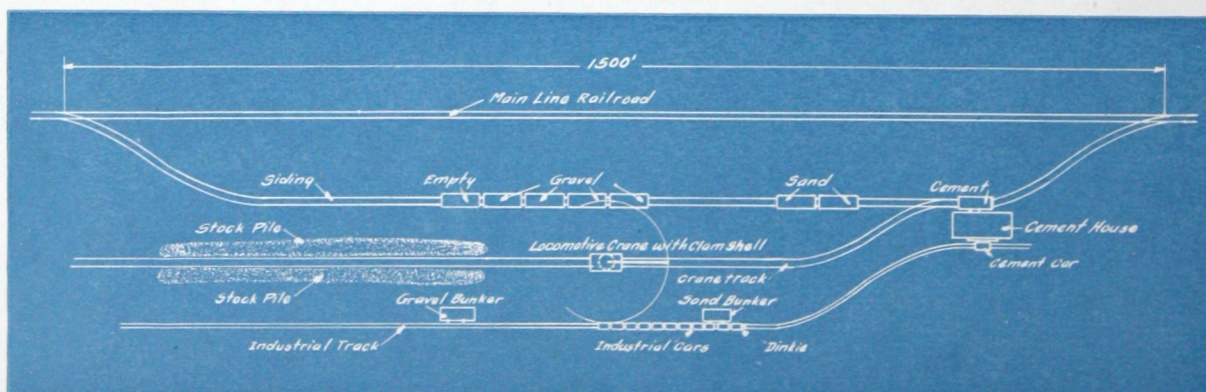 1500'
Main Line Railroad
Siding
Empty
Gravel
Sand
Cement
Stock Pile
Locomotive Crane with Clam Shell
Cement House
Crane track
Cement Car
Stock Pile
Gravel Bunker
Sand Bunker
Industrial Track
Industrial Cars
Dinkie